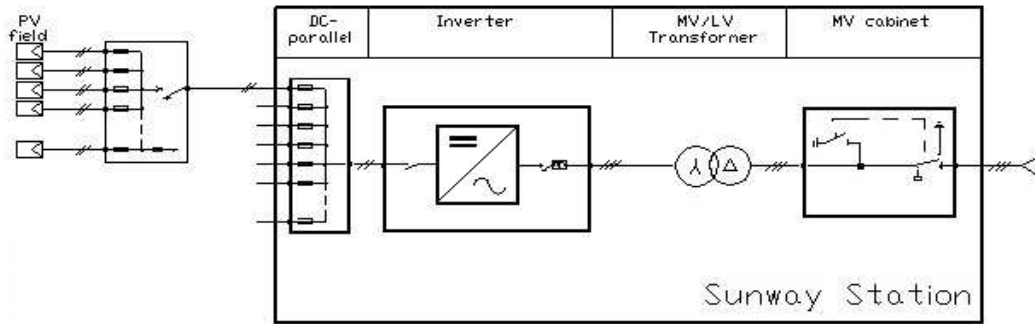 PV
field
DC-
parallel
Inverter
MV/LV
Transformer
MV cabinet
Sunway Station